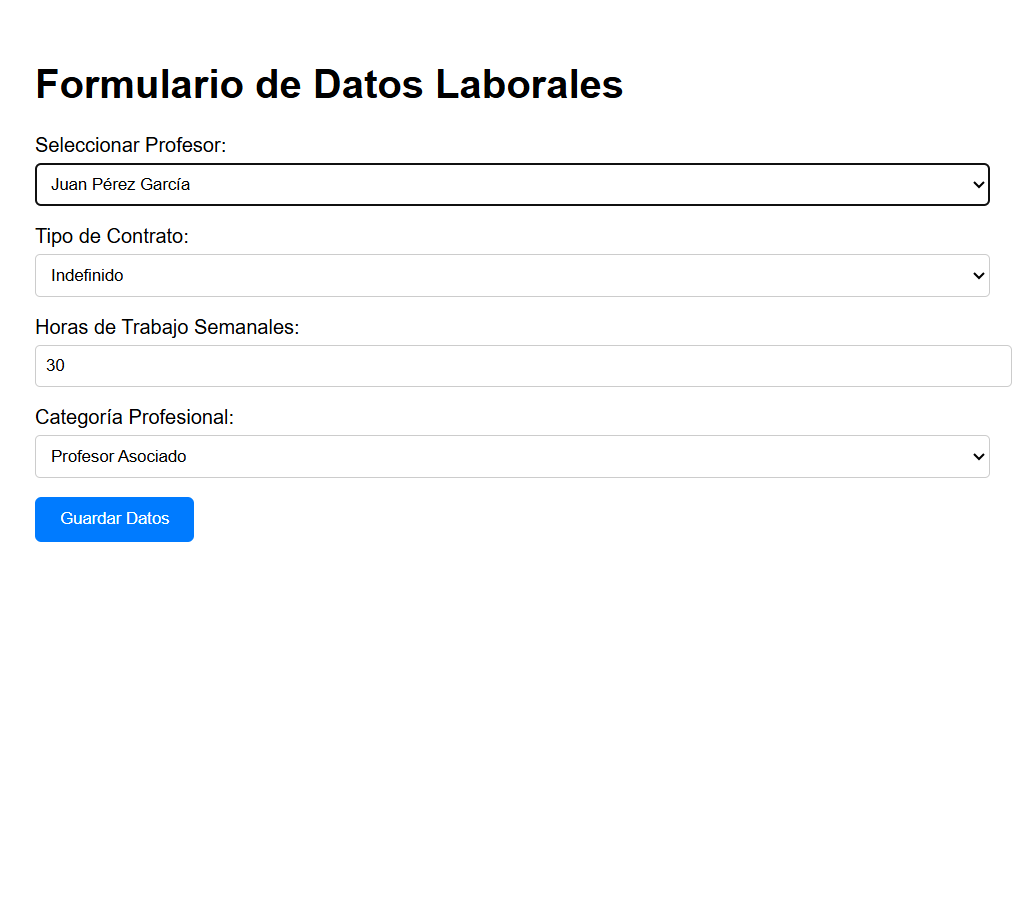 Formulario de Datos Laborales
Seleccionar Profesor:
Juan Pérez García
Tipo de Contrato:
Indefinido
Horas de Trabajo Semanales:
30
Categoría Profesional:
Profesor Asociado
Guardar Datos